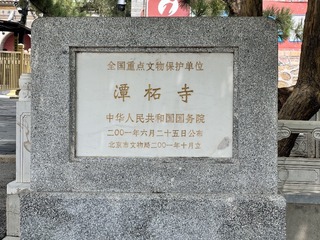 全国重点文物保护单位
潭柘寺
中华人民共和国国务院
二〇〇一年六月二十五日公布
北京市文物局二〇〇一年十月立